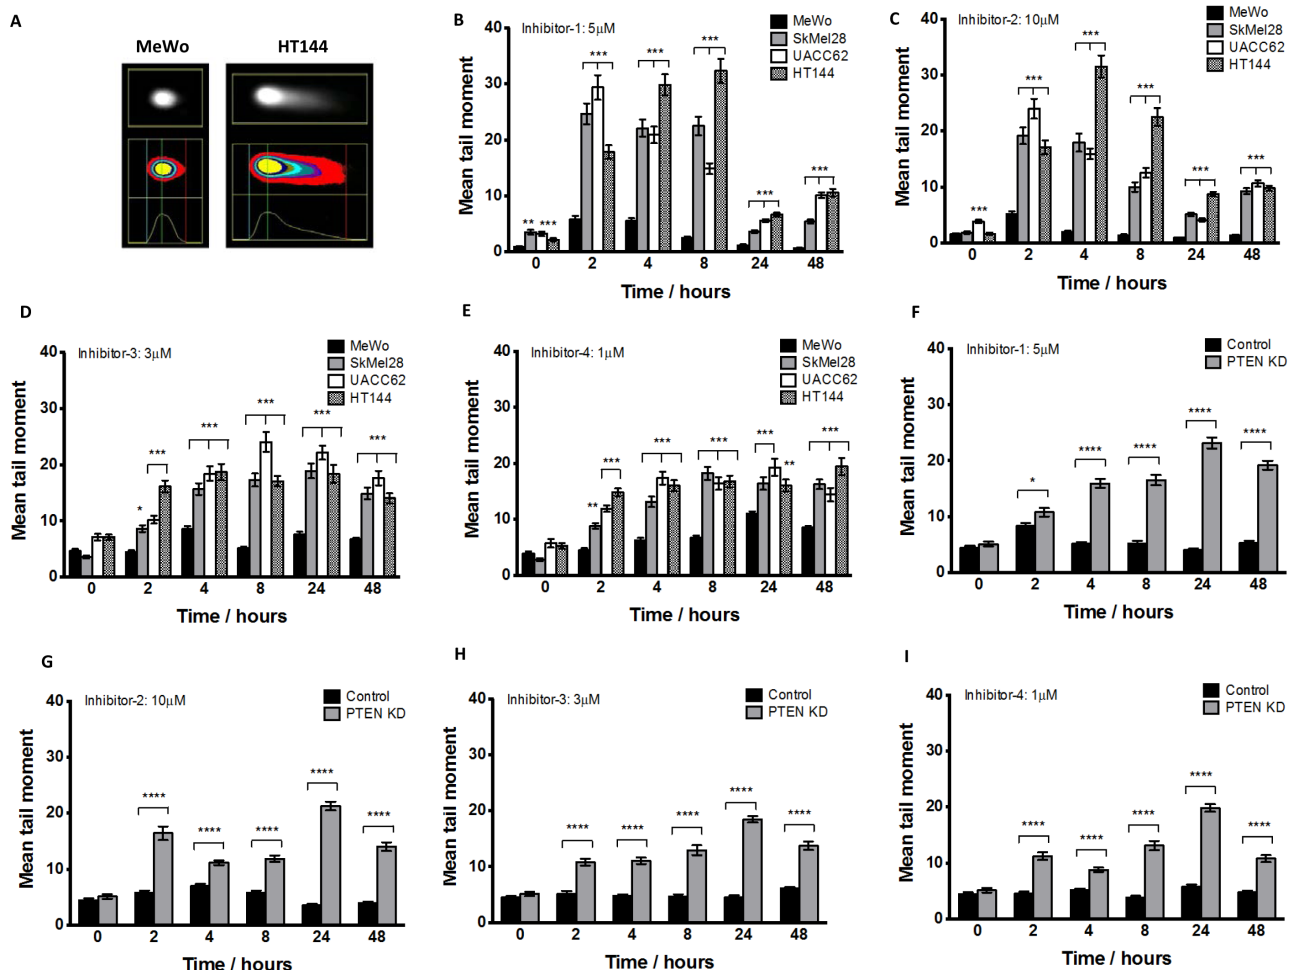 A
MeWo HT144
B
Inhibitor-1: 5μM
MeWo
SkMel28
UACC62
HT144
Mean tail moment
40
30
20
10
0
** ***
***
***
***
***
***
0 2 4 8 24 48
Time / hours
C
Inhibitor-2: 10μM
MeWo
SkMel28
UACC62
HT144
Mean tail moment
40
30
20
10
0
***
***
***
***
***
***
0 2 4 8 24 48
Time / hours
D
Inhibitor-3: 3μM
MeWo
SkMel28
UACC62
HT144
Mean tail moment
40
30
20
10
0
*
***
***
***
***
***
0 2 4 8 24 48
Time / hours
E
Inhibitor-4: 1μM
MeWo
SkMel28
UACC62
HT144
Mean tail moment
40
30
20
10
0
**
***
***
***
***
**
***
0 2 4 8 24 48
Time / hours
F
Inhibitor-1: 5μM
Control
PTEN KD
Mean tail moment
40
30
20
10
0
*
****
****
****
****
0 2 4 8 24 48
Time / hours
G
Inhibitor-2: 10μM
Control
PTEN KD
Mean tail moment
40
30
20
10
0
****
****
****
****
****
0 2 4 8 24 48
Time / hours
H
Inhibitor-3: 3μM
Control
PTEN KD
Mean tail moment
40
30
20
10
0
****
****
****
****
****
0 2 4 8 24 48
Time / hours
I
Inhibitor-4: 1μM
Control
PTEN KD
Mean tail moment
40
30
20
10
0
****
****
****
****
****
0 2 4 8 24 48
Time / hours